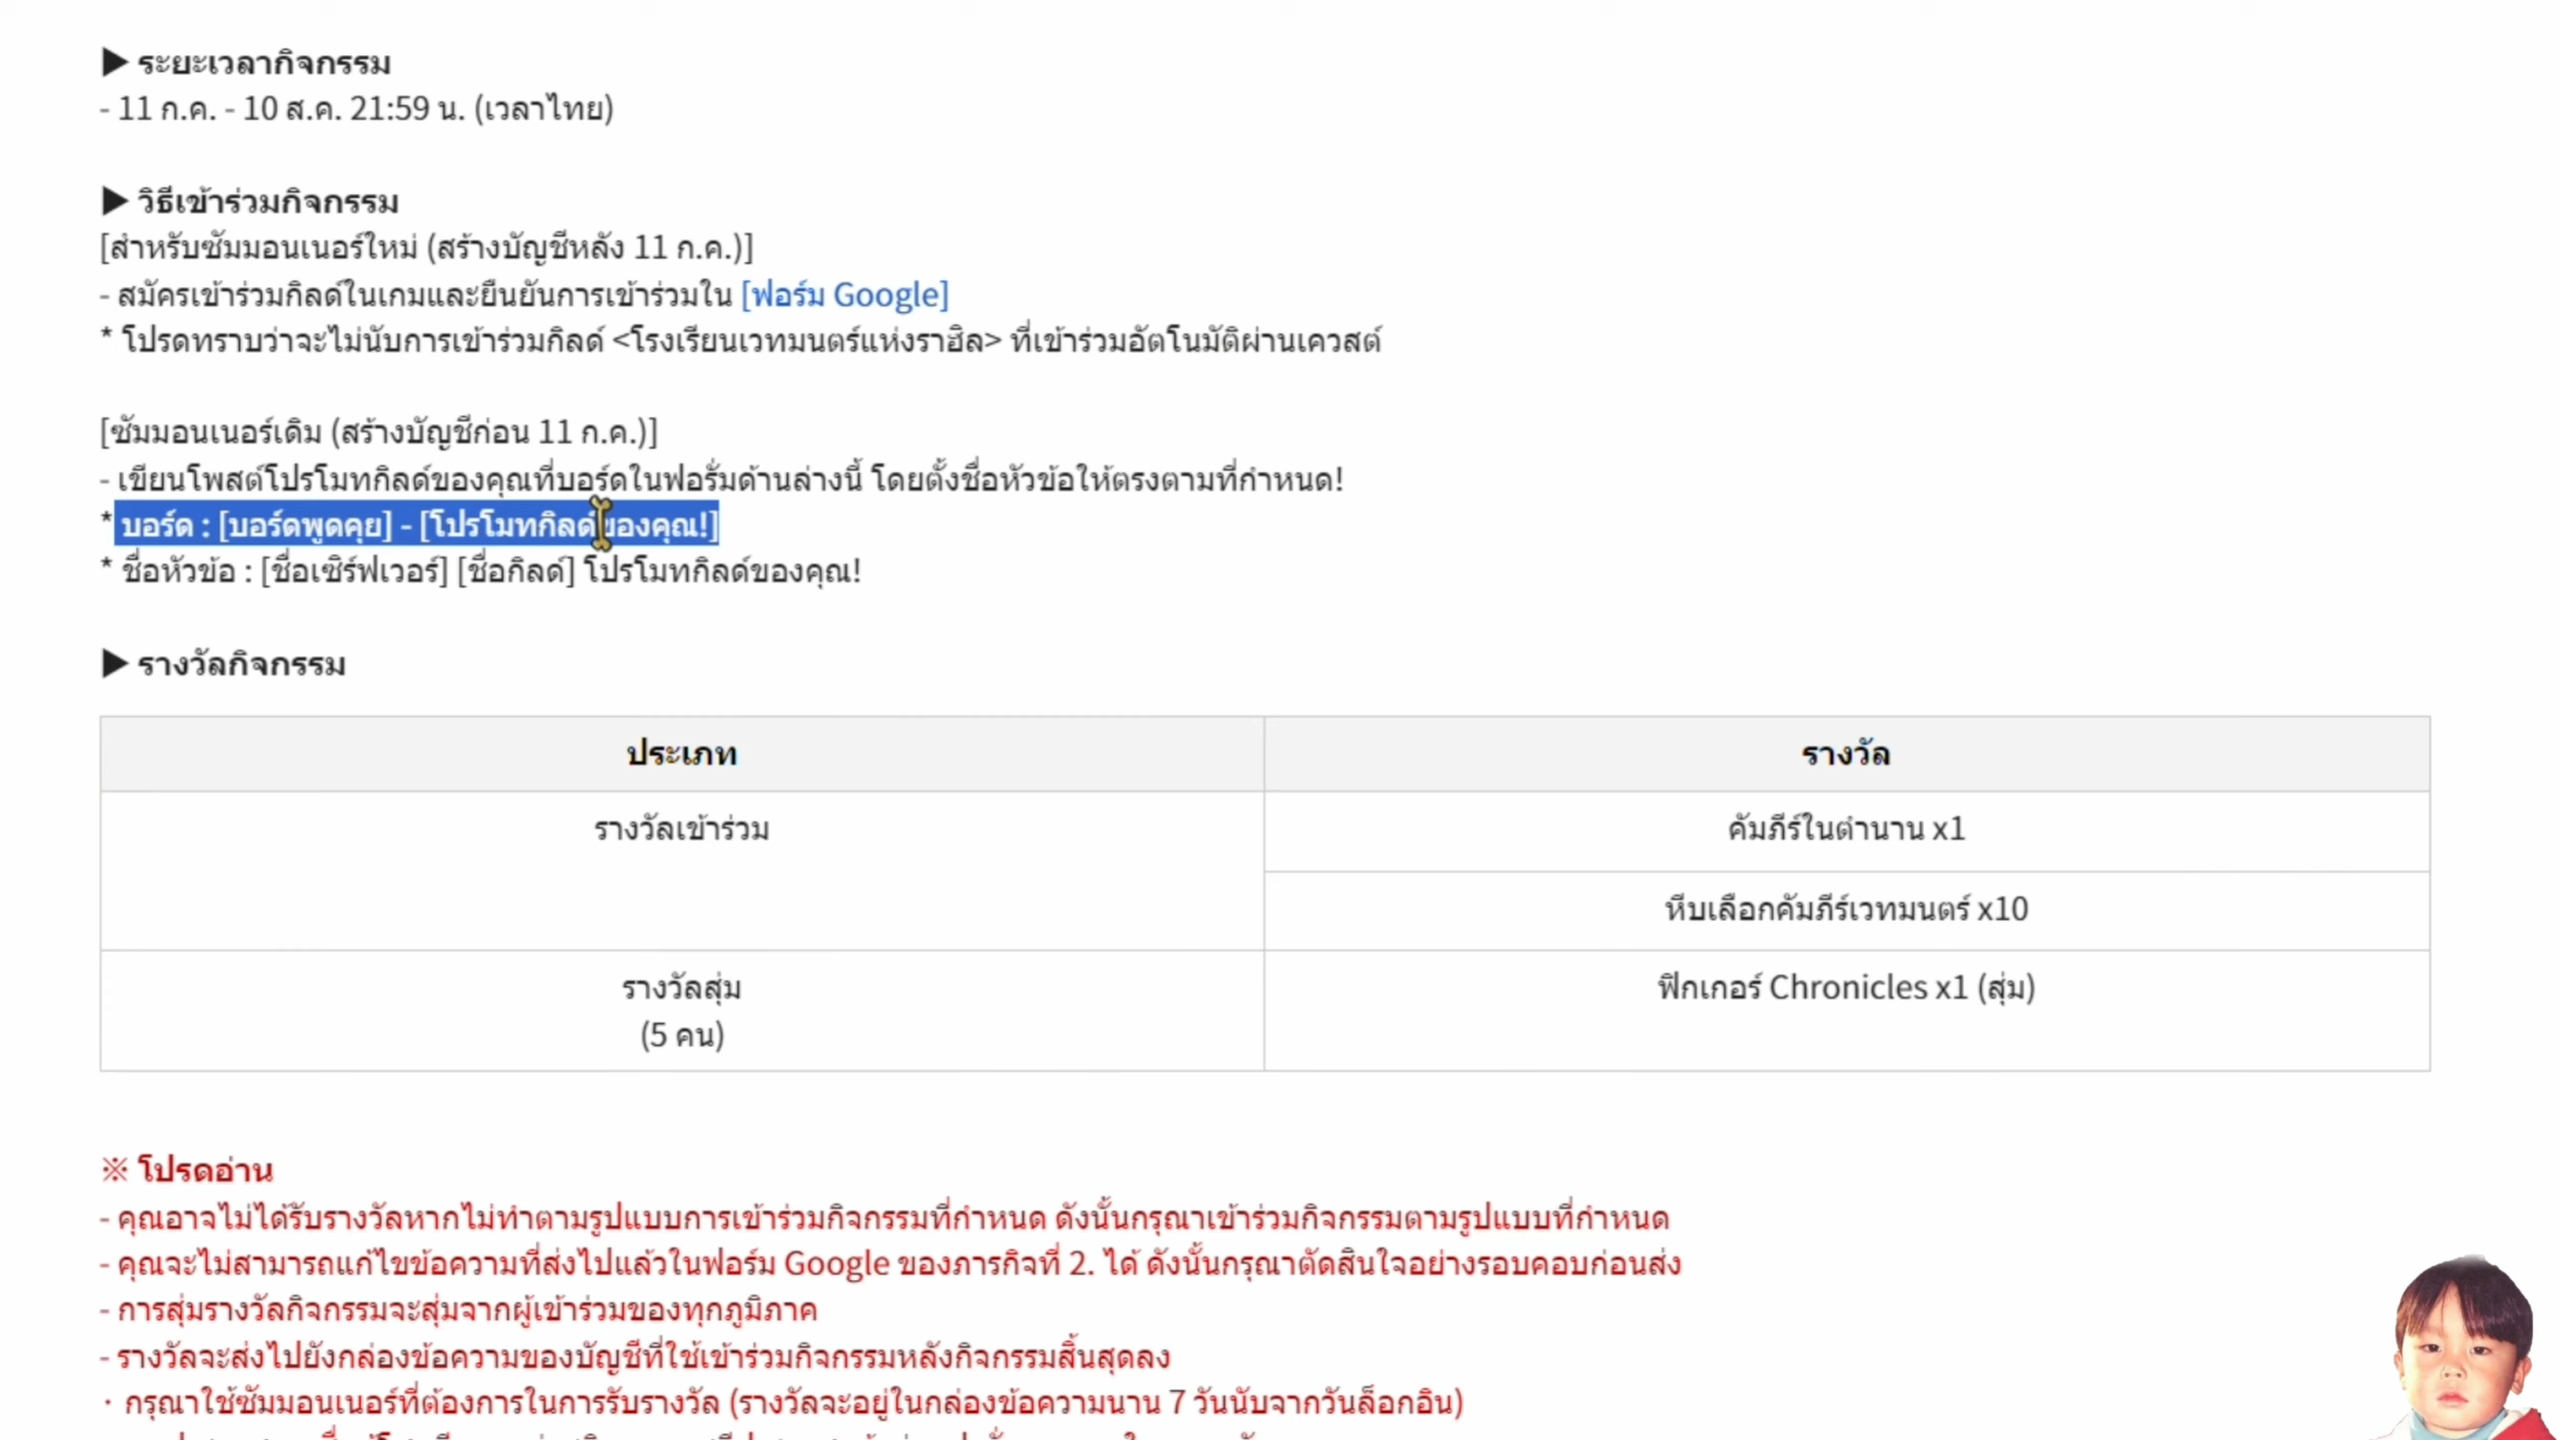 ▶ ระยะเวลากิจกรรม
- 11 ก.ค. - 10 ส.ค. 21:59 น. (เวลาไทย)
▶ วิธีเข้าร่วมกิจกรรม
[สำหรับซัมมอนเนอร์ใหม่ (สร้างบัญชีหลัง 11 ก.ค.)]
- สมัครเข้าร่วมกิลด์ในเกมและยืนยันการเข้าร่วมใน [ฟอร์ม Google]
* โปรดทราบว่าจะไม่นับการเข้าร่วมกิลด์ <โรงเรียนเวทมนตร์แห่งราฮิล> ที่เข้าร่วมอัตโนมัติผ่านเควสต์
[ซัมมอนเนอร์เดิม (สร้างบัญชีก่อน 11 ก.ค.)]
- เขียนโพสต์โปรโมทกิลด์ของคุณที่บอร์ดในฟอรั่มด้านล่างนี้ โดยตั้งชื่อหัวข้อให้ตรงตามที่กำหนด!
* บอร์ด : [บอร์ดพูดคุย] - [โปรโมทกิลด์ของคุณ!]
* ชื่อหัวข้อ : [ชื่อเซิร์ฟเวอร์] [ชื่อกิลด์] โปรโมทกิลด์ของคุณ!
▶ รางวัลกิจกรรม
ประเภท รางวัล
รางวัลเข้าร่วม คัมภีร์ในตำนาน x1
หีบเลือกคัมภีร์เวทมนตร์ x10
รางวัลสุ่ม ฟิกเกอร์ Chronicles x1 (สุ่ม)
(5 คน)
※ โปรดอ่าน
- คุณอาจไม่ได้รับรางวัลหากไม่ทำตามรูปแบบการเข้าร่วมกิจกรรมที่กำหนด ดังนั้นกรุณาเข้าร่วมกิจกรรมตามรูปแบบที่กำหนด
- คุณจะไม่สามารถแก้ไขข้อความที่ส่งไปแล้วในฟอร์ม Google ของภารกิจที่ 2. ได้ ดังนั้นกรุณาตัดสินใจอย่างรอบคอบก่อนส่ง
- การสุ่มรางวัลกิจกรรมจะสุ่มจากผู้เข้าร่วมของทุกภูมิภาค
- รางวัลจะส่งไปยังกล่องข้อความของบัญชีที่ใช้เข้าร่วมกิจกรรมหลังกิจกรรมสิ้นสุดลง
· กรุณาใช้ซัมมอนเนอร์ที่ต้องการในการรับรางวัล (รางวัลจะอยู่ในกล่องข้อความนาน 7 วันนับจากวันล็อกอิน)